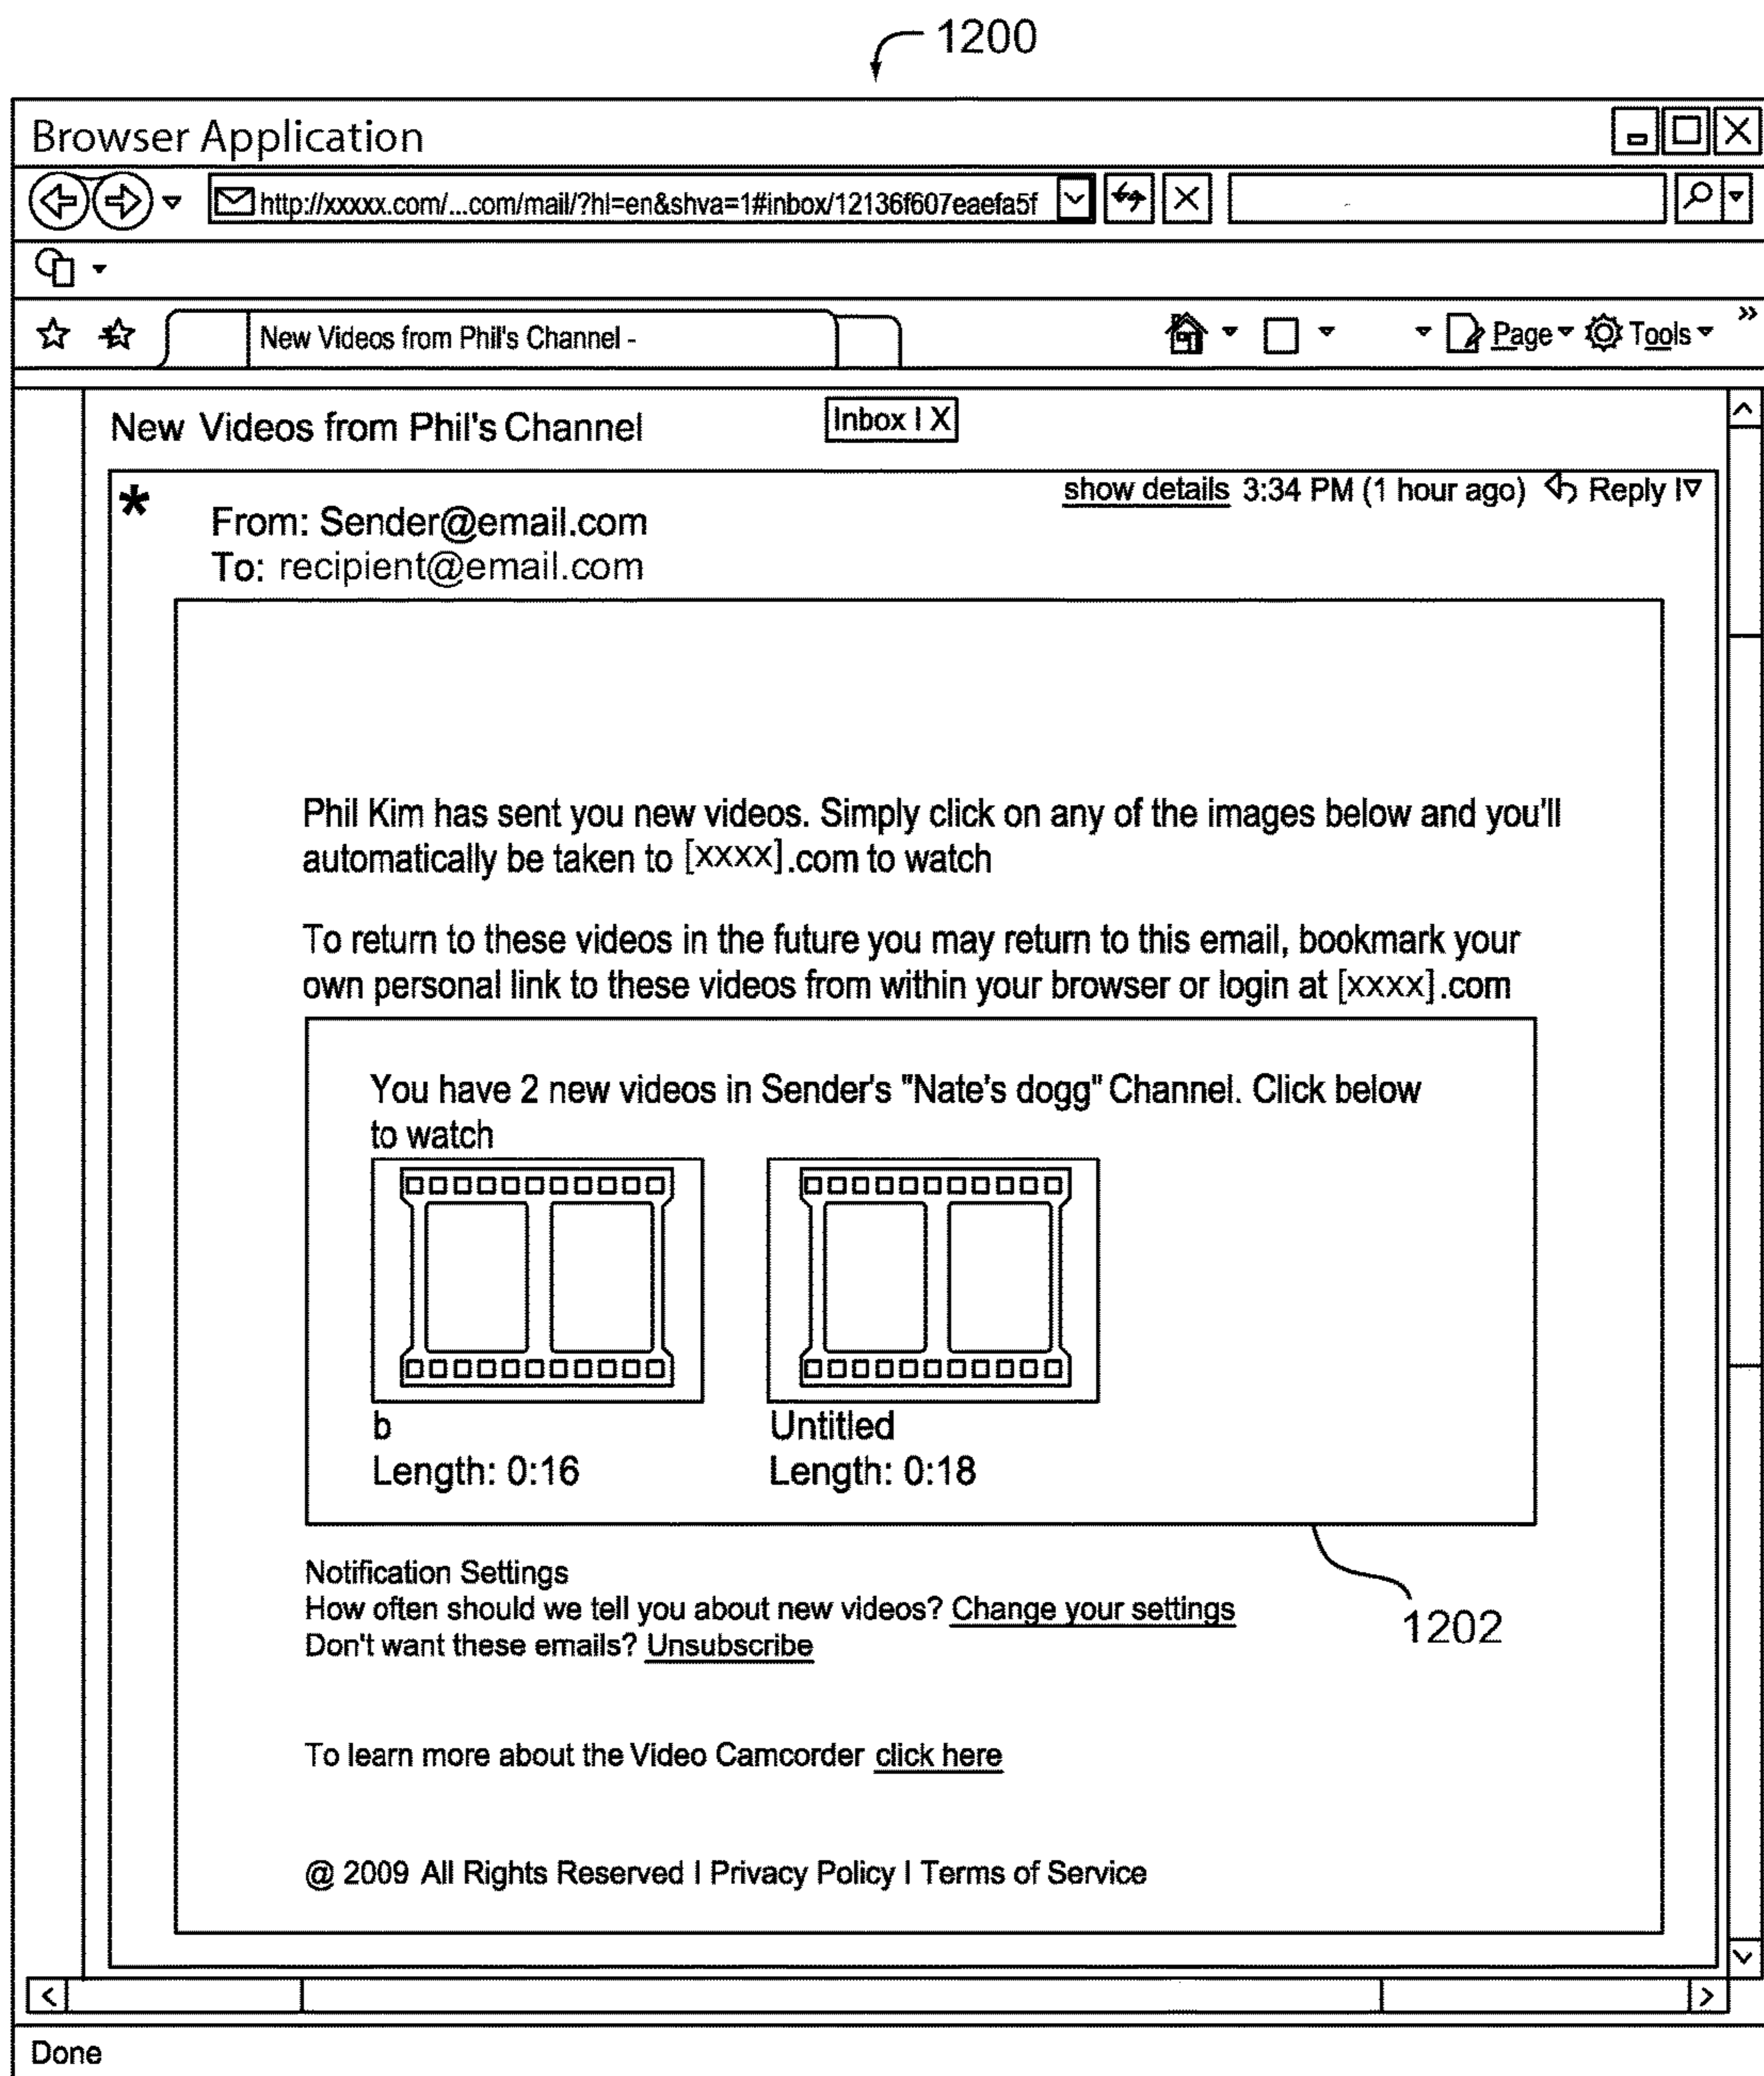 1200
Browser Application
http://xxxxx.com/...com/mail/?hl=en&shva=1#inbox/12136f607eaefa5f
New Videos from Phil's Channel -
Page
Tools
»
New Videos from Phil's Channel
Inbox I X
*
show details 3:34 PM (1 hour ago) Reply I
From: Sender@email.com
To: recipient@email.com
Phil Kim has sent you new videos. Simply click on any of the images below and you'll
automatically be taken to [xxxx].com to watch
To return to these videos in the future you may return to this email, bookmark your
own personal link to these videos from within your browser or login at [xxxx].com
You have 2 new videos in Sender's "Nate's dogg" Channel. Click below
to watch
b
Length: 0:16
Untitled
Length: 0:18
Notification Settings
How often should we tell you about new videos? Change your settings
Don't want these emails? Unsubscribe
1202
To learn more about the Video Camcorder click here
@ 2009 All Rights Reserved I Privacy Policy I Terms of Service
Done